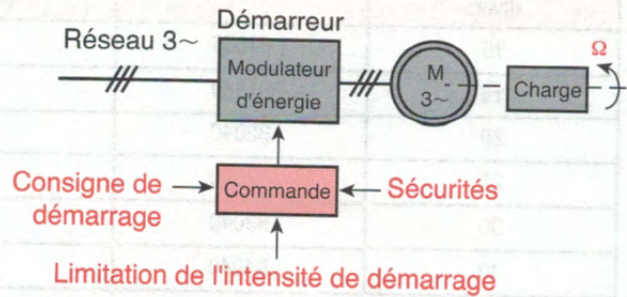 Démarreur
Réseau 3~
Modulateur
d'énergie
M
3~
Charge
Ω
Consigne de
démarrage
Commande
Sécurités
Limitation de l'intensité de démarrage